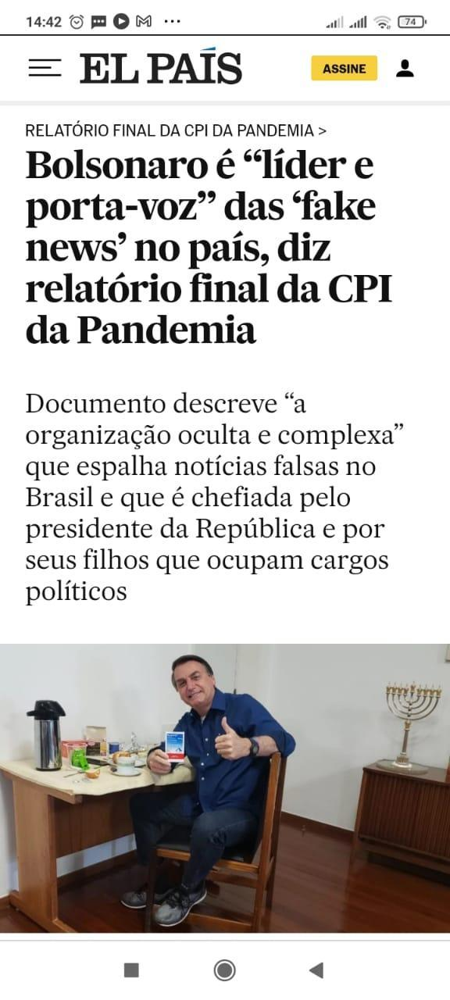 14:42
74
EL PAÍS
ASSINE
RELATÓRIO FINAL DA CPI DA PANDEMIA >
Bolsonaro é “líder e
porta-voz” das ‘fake
news’ no país, diz
relatório final da CPI
da Pandemia
Documento descreve “a
organização oculta e complexa”
que espalha notícias falsas no
Brasil e que é chefiada pelo
presidente da República e por
seus filhos que ocupam cargos
políticos